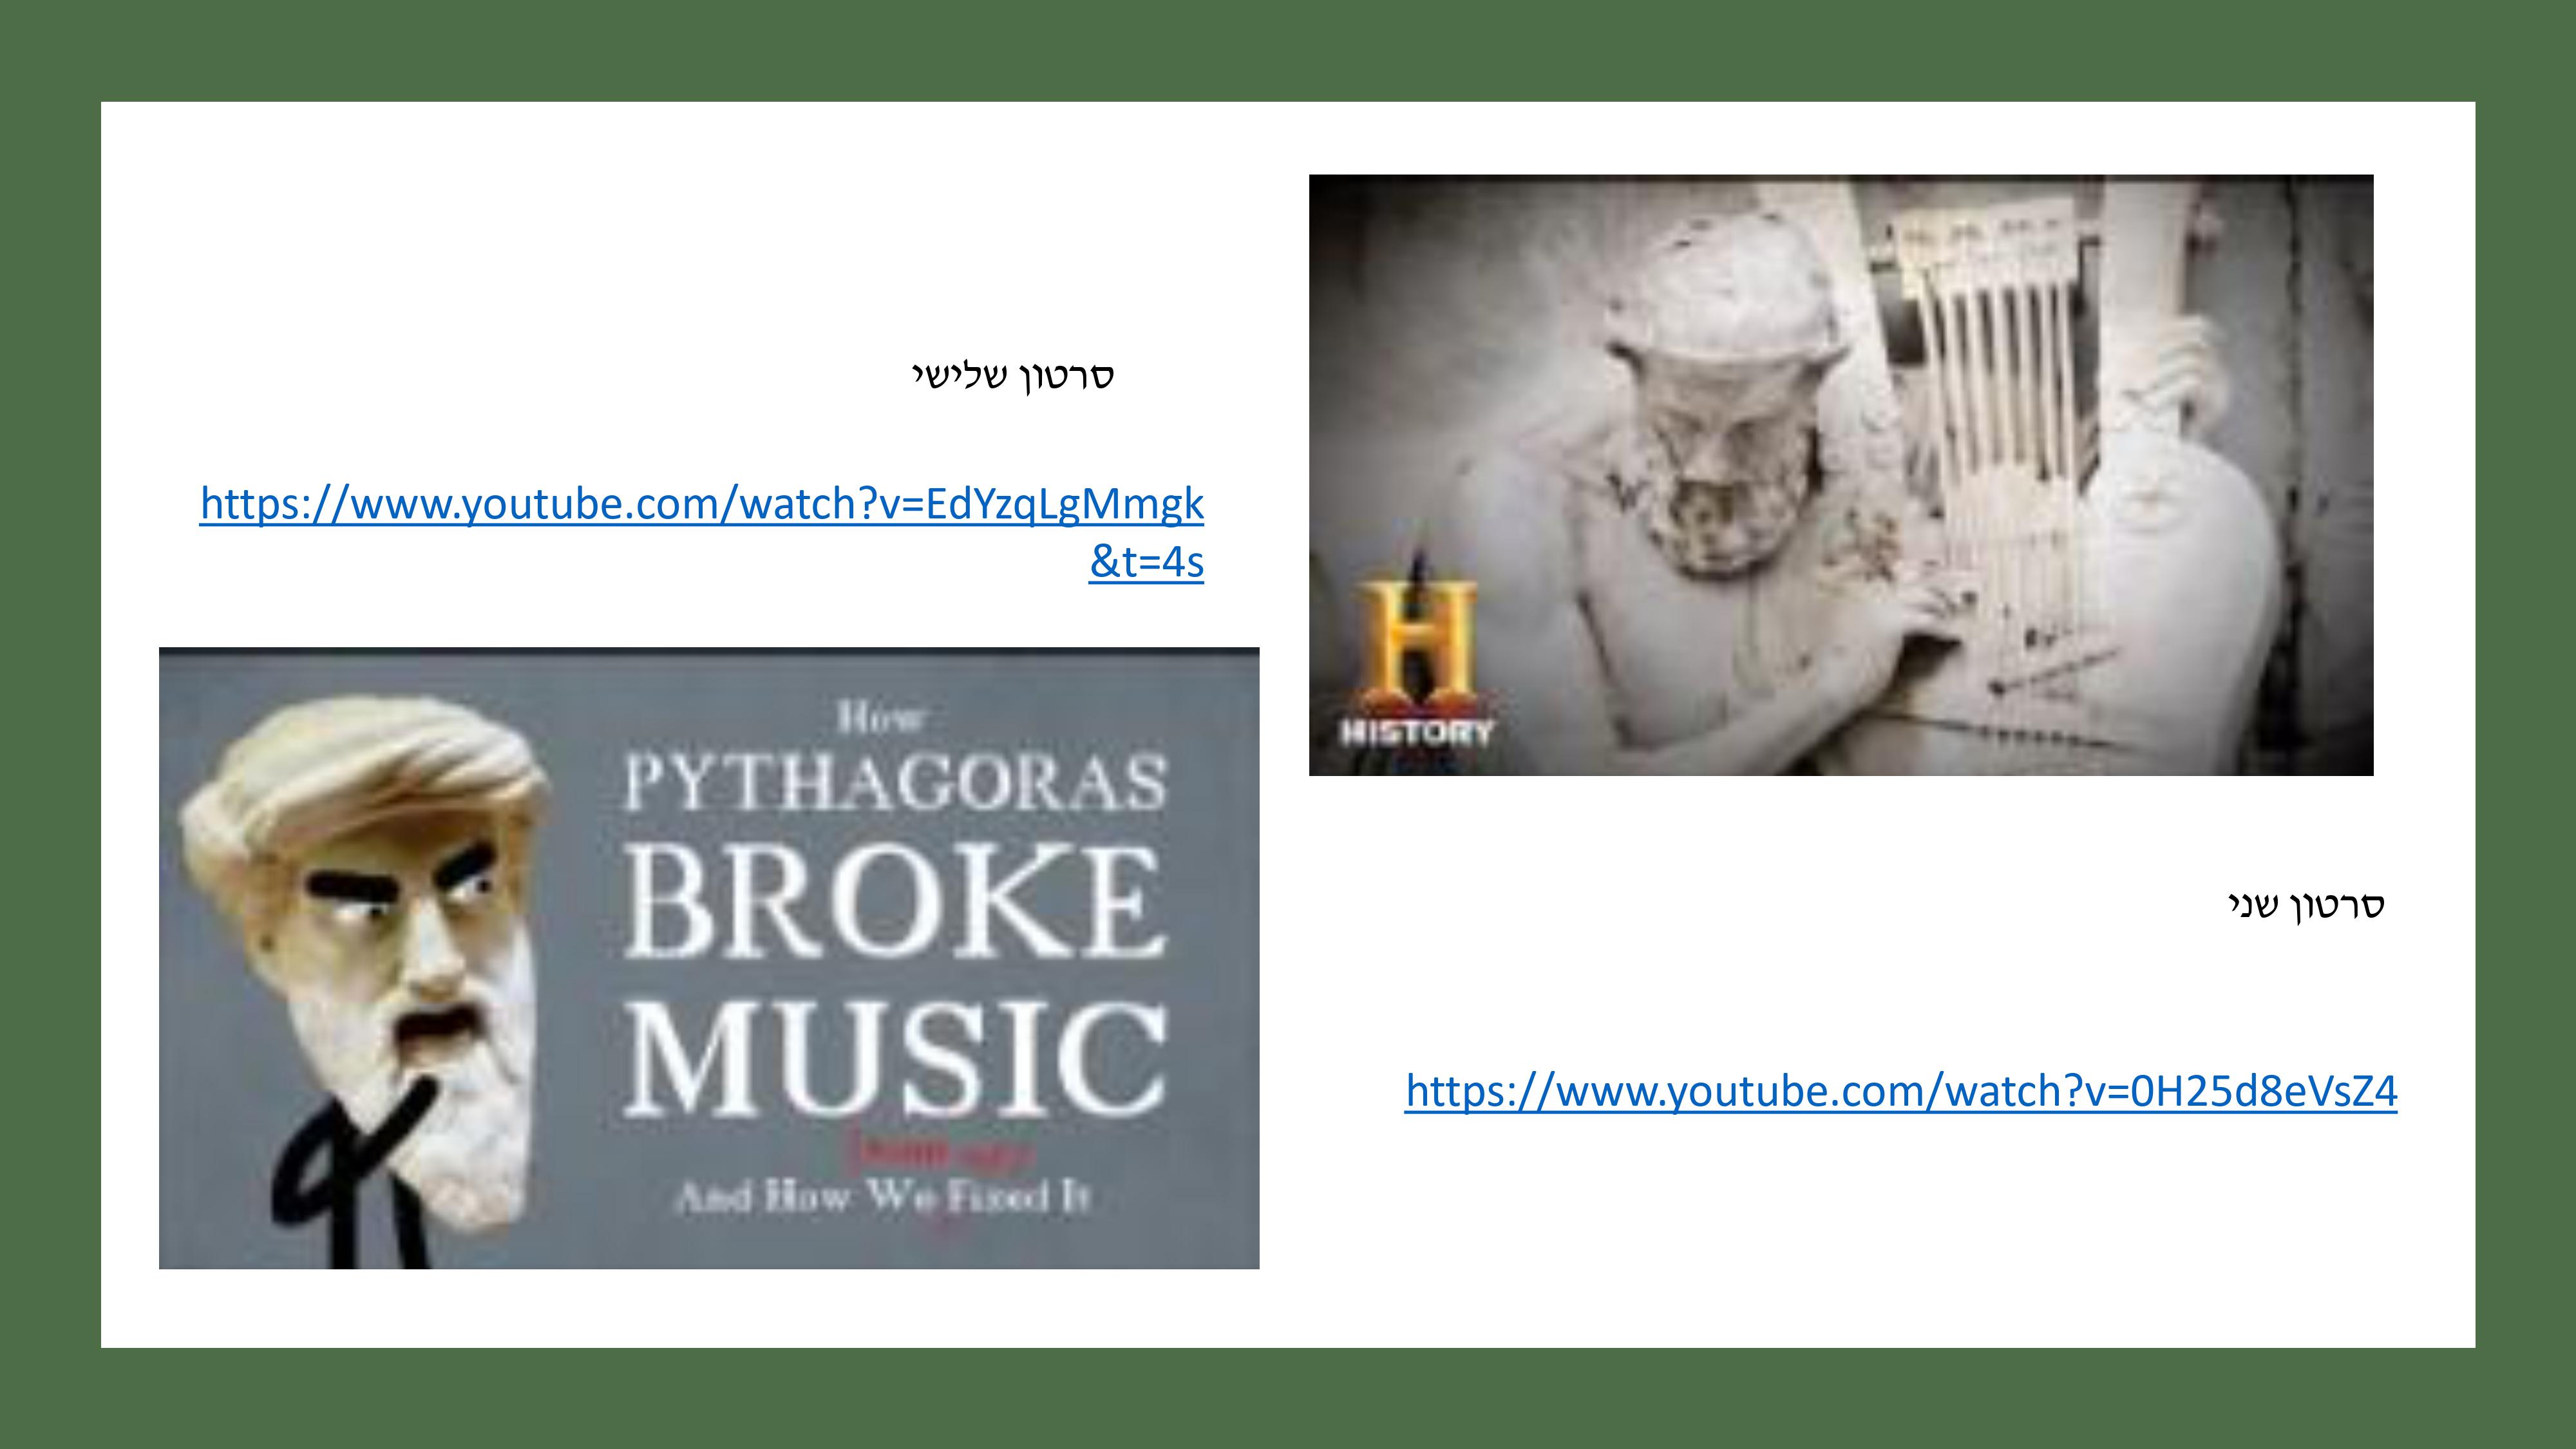 HISTORY
סרטון שני
https://www.youtube.com/watch?v=0H25d8eVsZ4
סרטון שלישי
https://www.youtube.com/watch?v=EdYzqLgMmgk
&t=4s
How
PYTHAGORAS
BROKE
MUSIC
And How We Fixed It